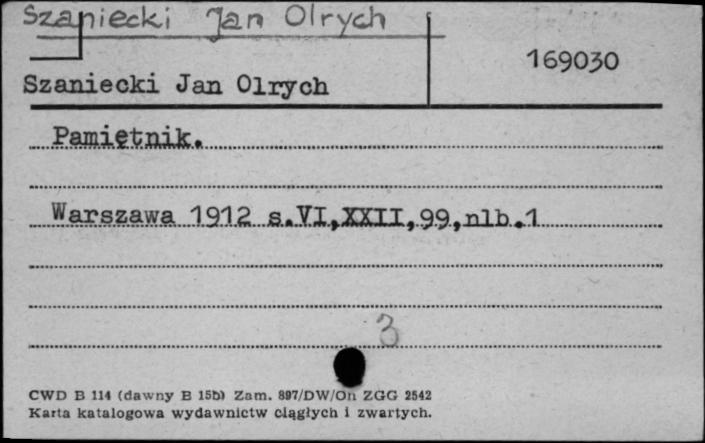 Szaniecki Jan Olrych
169030
Szaniecki Jan Olrych
Pamiętnik.
Warszawa 1912 s.VI,XXII,99,nlb.1
3
CWD B 114 (dawny B 15b) Zam. 897/DW/On ZGG 2542
Karta katalogowa wydawnictw ciągłych i zwartych.